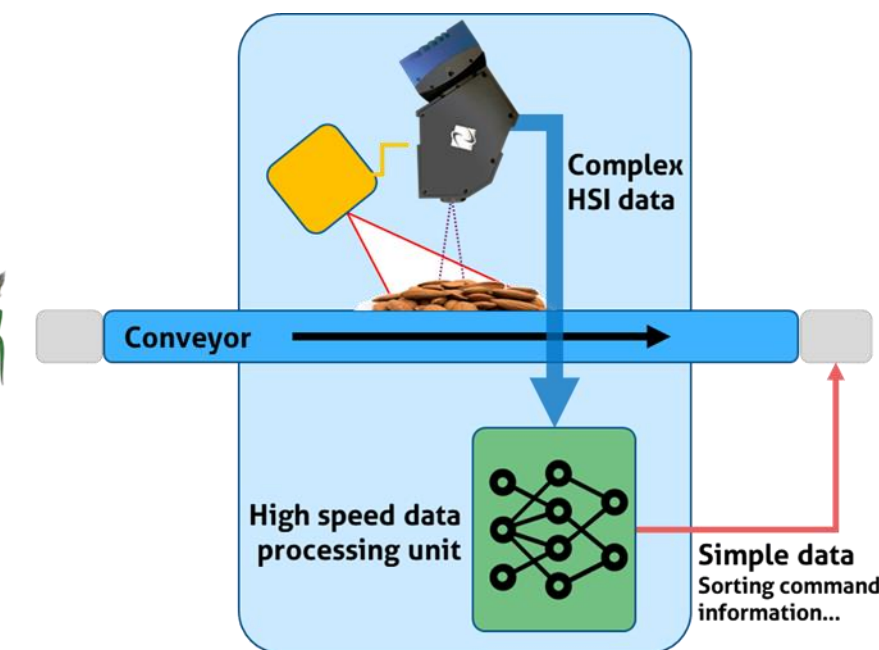 Complex
HSI data
Conveyor
High speed data
processing unit
Simple data
Sorting command
information...